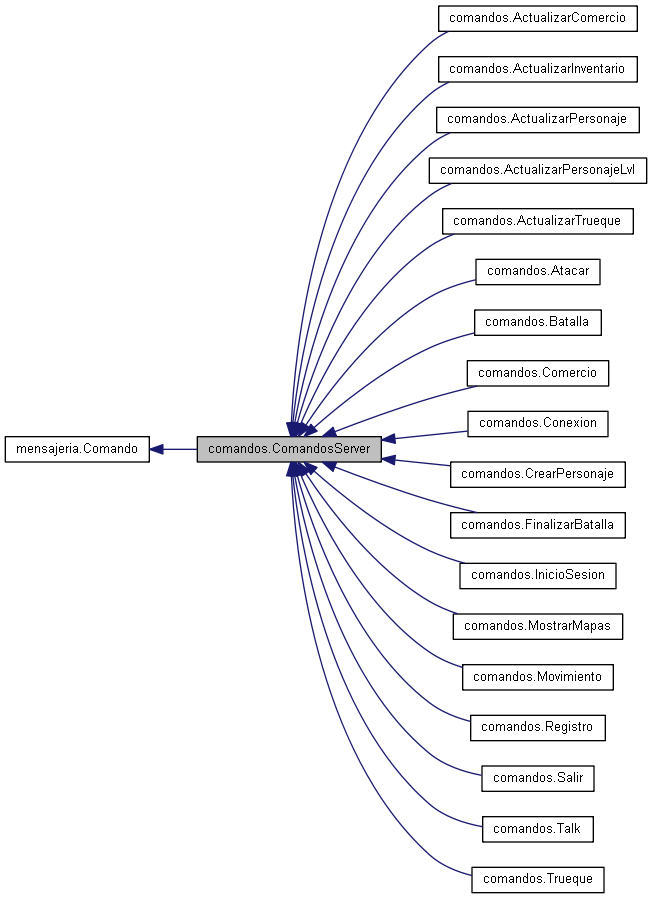 comandos.ActualizarComercio
comandos.ActualizarInventario
comandos.ActualizarPersonaje
comandos.ActualizarPersonajeLvl
comandos.ActualizarTrueque
comandos.Atacar
comandos.Batalla
comandos.Comercio
comandos.Conexion
mensajeria.Comando
comandos.ComandosServer
comandos.CrearPersonaje
comandos.FinalizarBatalla
comandos.InicioSesion
comandos.MostrarMapas
comandos.Movimiento
comandos.Registro
comandos.Salir
comandos.Talk
comandos.Trueque